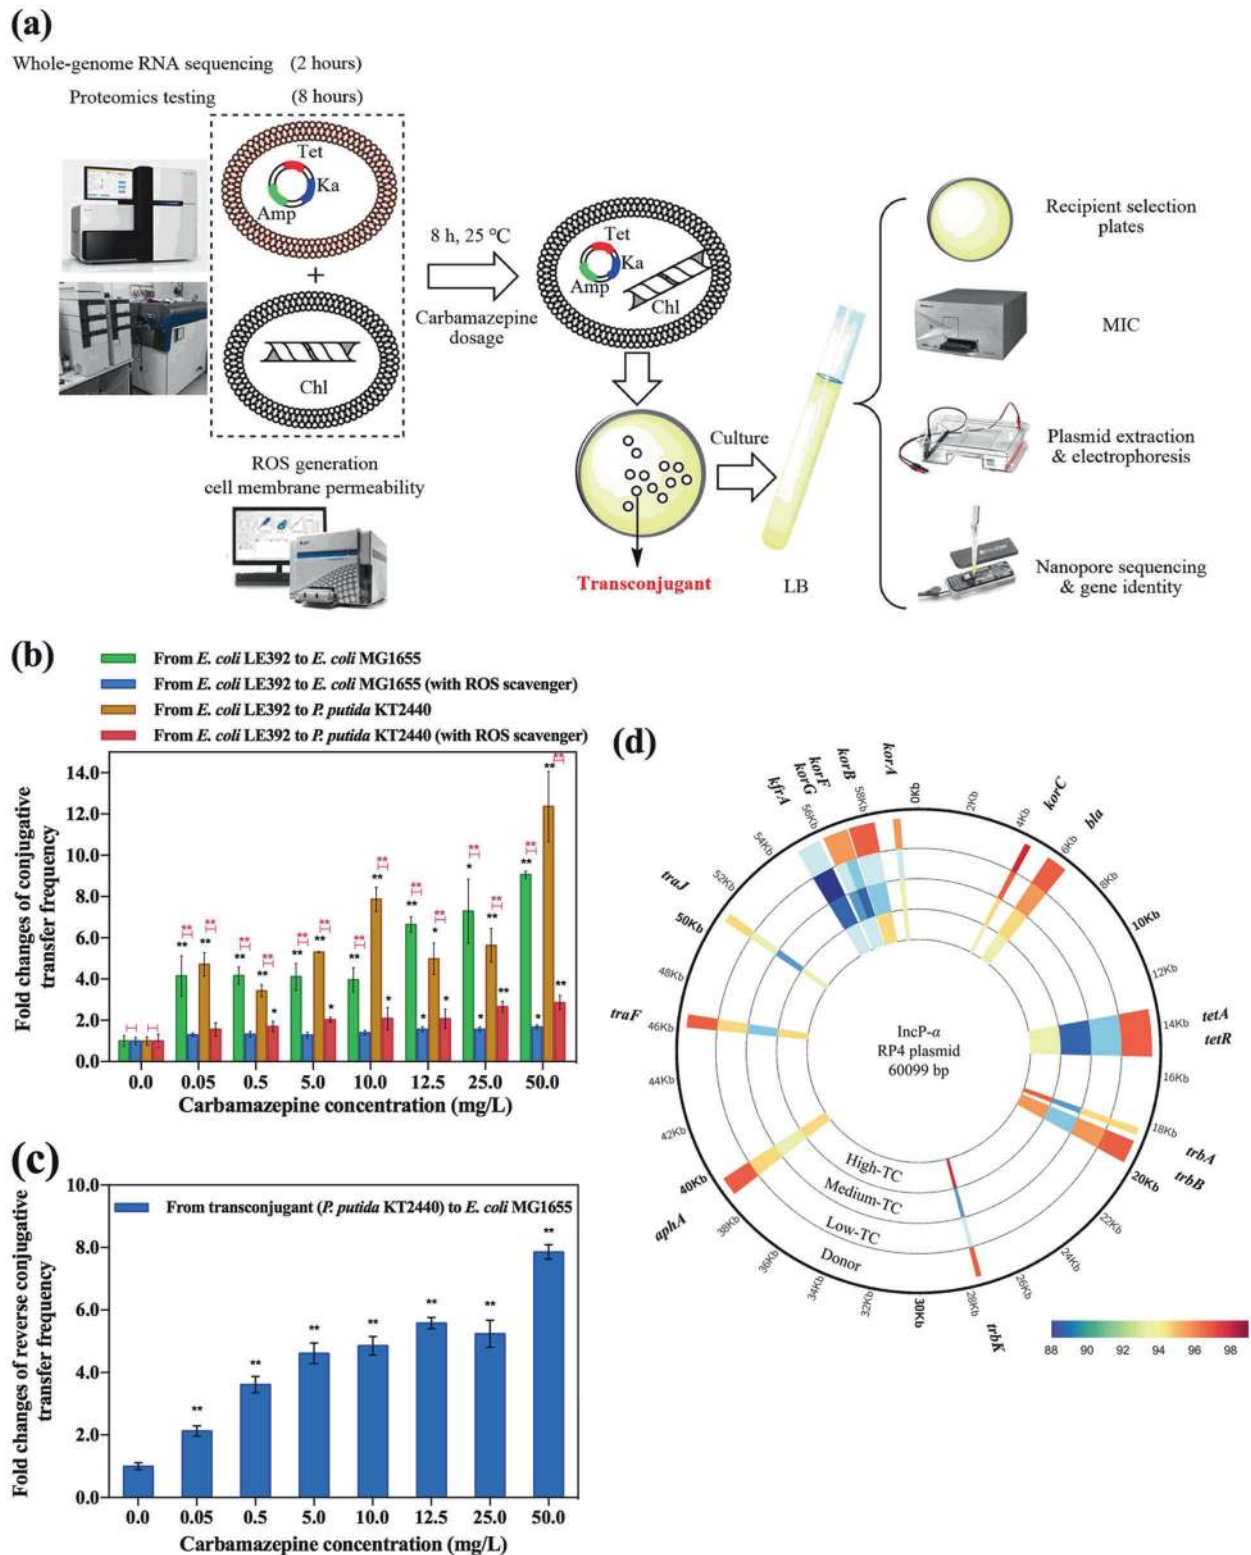 (a)
Whole-genome RNA sequencing (2 hours)
Proteomics testing (8 hours)
Tet
Ka
Amp
+
Chl
ROS generation
cell membrane permeability
8 h, 25 °C
Carbamazepine
dosage
Tet
Ka
Amp
Chl
Culture
Transconjugant
LB
Recipient selection
plates
MIC
Plasmid extraction
& electrophoresis
Nanopore sequencing
& gene identity
(b)
From E. coli LE392 to E. coli MG1655
From E. coli LE392 to E. coli MG1655 (with ROS scavenger)
From E. coli LE392 to P. putida KT2440
From E. coli LE392 to P. putida KT2440 (with ROS scavenger)
Fold changes of conjugative
transfer frequency
14.0
12.0
10.0
8.0
6.0
4.0
2.0
0.0
0.0 0.05 0.5 5.0 10.0 12.5 25.0 50.0
Carbamazepine concentration (mg/L)
(c)
From transconjugant (P. putida KT2440) to E. coli MG1655
Fold changes of reverse conjugative
transfer frequency
10.0
8.0
6.0
4.0
2.0
0.0
** ** ** ** ** ** **
0.0 0.05 0.5 5.0 10.0 12.5 25.0 50.0
Carbamazepine concentration (mg/L)
(d)
0Kb
2Kb
4Kb
korC
6Kb
bla
8Kb
10Kb
12Kb
14Kb
tetA
tetR
16Kb
18Kb
trbA
20Kb
trbB
22Kb
24Kb
26Kb
28Kb
trbK
30Kb
32Kb
34Kb
36Kb
38Kb
aphA
40Kb
42Kb
44Kb
46Kb
traF
48Kb
50Kb
traJ
52Kb
54Kb
56Kb
kfrA
korG
korF
58Kb
korB
korA
IncP-α
RP4 plasmid
60099 bp
High-TC
Medium-TC
Low-TC
Donor
88 90 92 94 96 98